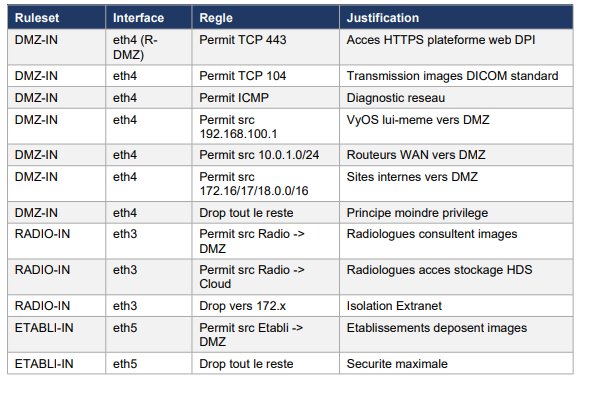 Ruleset Interface Regle Justification
DMZ-IN eth4 (R- Permit TCP 443 Acces HTTPS plateforme web DPI
DMZ)
DMZ-IN eth4 Permit TCP 104 Transmission images DICOM standard
DMZ-IN eth4 Permit ICMP Diagnostic reseau
DMZ-IN eth4 Permit src VyOS lui-meme vers DMZ
192.168.100.1
DMZ-IN eth4 Permit src 10.0.1.0/24 Routeurs WAN vers DMZ
DMZ-IN eth4 Permit src Sites internes vers DMZ
172.16/17/18.0.0/16
DMZ-IN eth4 Drop tout le reste Principe moindre privilege
RADIO-IN eth3 Permit src Radio -> Radiologues consultent images
DMZ
RADIO-IN eth3 Permit src Radio -> Radiologues acces stockage HDS
Cloud
RADIO-IN eth3 Drop vers 172.x Isolation Extranet
ETABLI-IN eth5 Permit src Etabli -> Etablissements deposent images
DMZ
ETABLI-IN eth5 Drop tout le reste Securite maximale